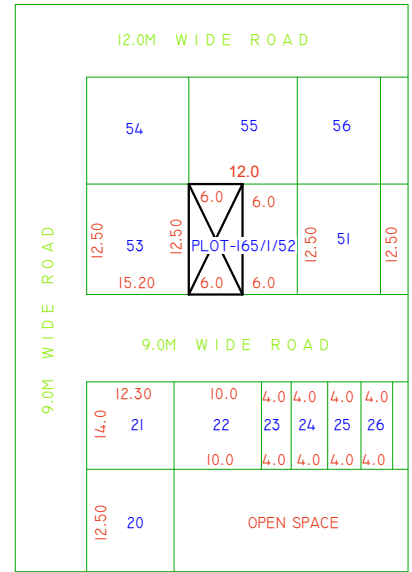 12.0M WIDE ROAD
54 55 56
12.0
6.0 6.0
12.50 53 12.50 PLOT-165/1/52 12.50 51 12.50
15.20 6.0 6.0
9.0M WIDE ROAD
9.0M WIDE ROAD
12.30 10.0 4.0 4.0 4.0 4.0
14.0 21 22 23 24 25 26
10.0 4.0 4.0 4.0 4.0
12.50 20 OPEN SPACE